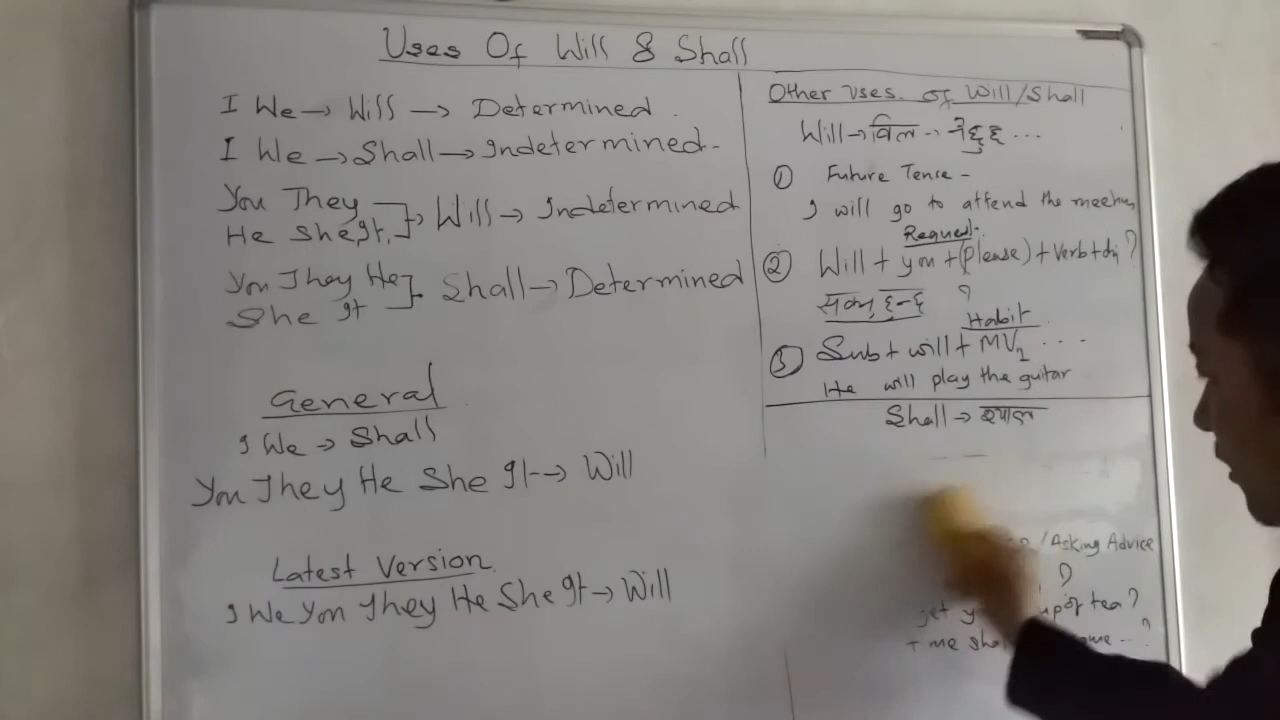 Uses Of Will & Shall
I We → Will → Determined.
I We → Shall → Indetermined.
You They
He She It.
Will → Indetermined
You They He
She It
Shall → Determined
General
I We → Shall
You They He She It → Will
Latest Version
I We You They He She It → Will
Other uses. of Will/Shall
Will → विल →
① Future Tense -
I will go to attend the meeting
Request.
② Will + you + (please) + Verb + ?
?
Habit
③ Sub + will + MV1 ....
He will play the guitar
Shall → श्याल
/Asking Advice
?
get up of tea?
+ me ?